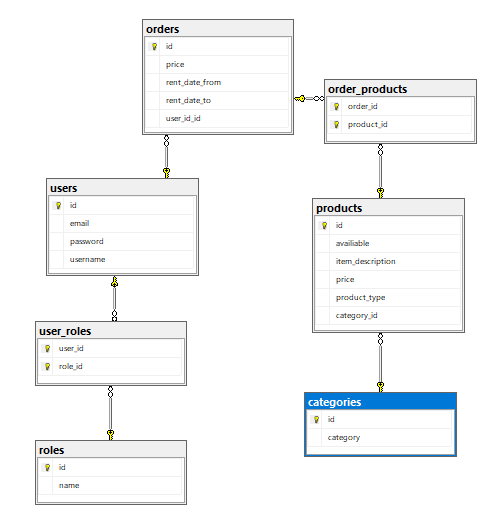 orders
id
price
rent_date_from
rent_date_to
user_id_id
order_products
order_id
product_id
users
id
email
password
username
products
id
availiable
item_description
price
product_type
category_id
user_roles
user_id
role_id
categories
id
category
roles
id
name